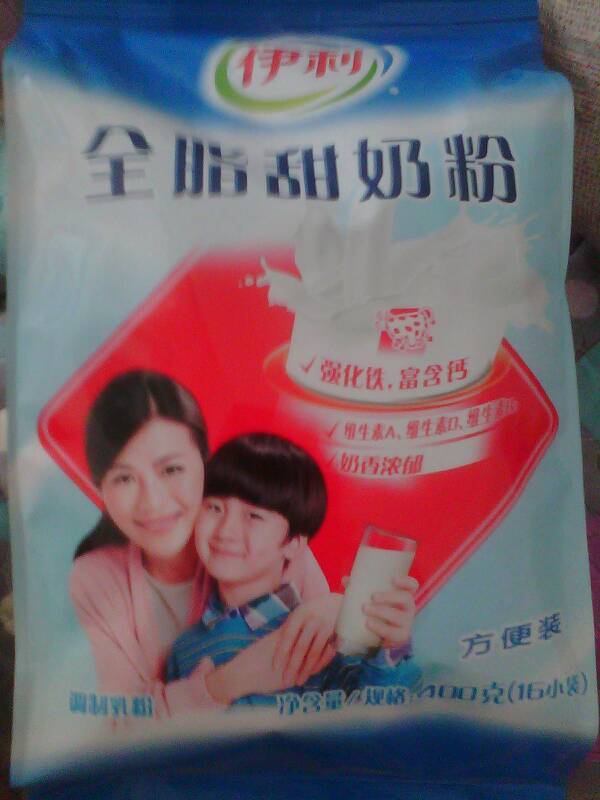 伊利
全脂甜奶粉
✓强化铁，富含钙
✓维生素A、维生素D、维生素E
✓奶香浓郁
方便装
调制乳粉
净含量/规格：400克(16小袋)